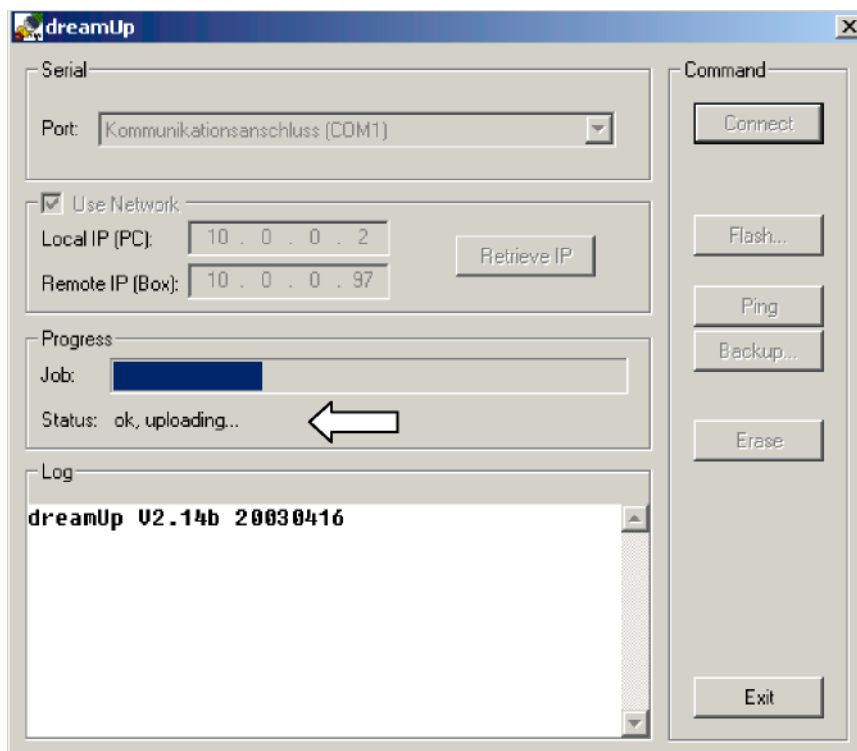 dreamUp
Serial
Port: Kommunikationsanschluss (COM1)
Use Network
Local IP (PC): 10 . 0 . 0 . 2
Remote IP (Box): 10 . 0 . 0 . 97
Retrieve IP
Progress
Job:
Status: ok, uploading...
Log
dreamUp V2.14b 20030416
Command
Connect
Flash...
Ping
Backup...
Erase
Exit